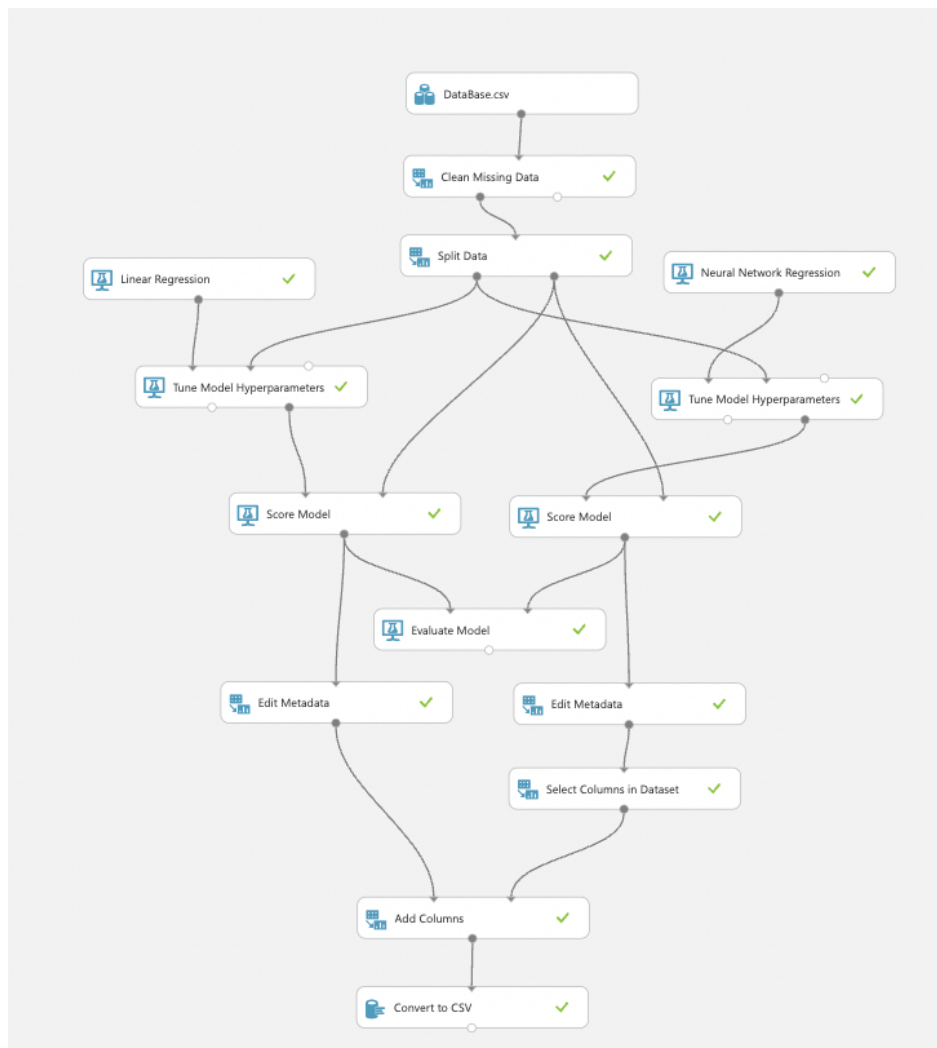 DataBase.csv
Clean Missing Data
Split Data
Linear Regression
Neural Network Regression
Tune Model Hyperparameters
Tune Model Hyperparameters
Score Model
Score Model
Evaluate Model
Edit Metadata
Edit Metadata
Select Columns in Dataset
Add Columns
Convert to CSV